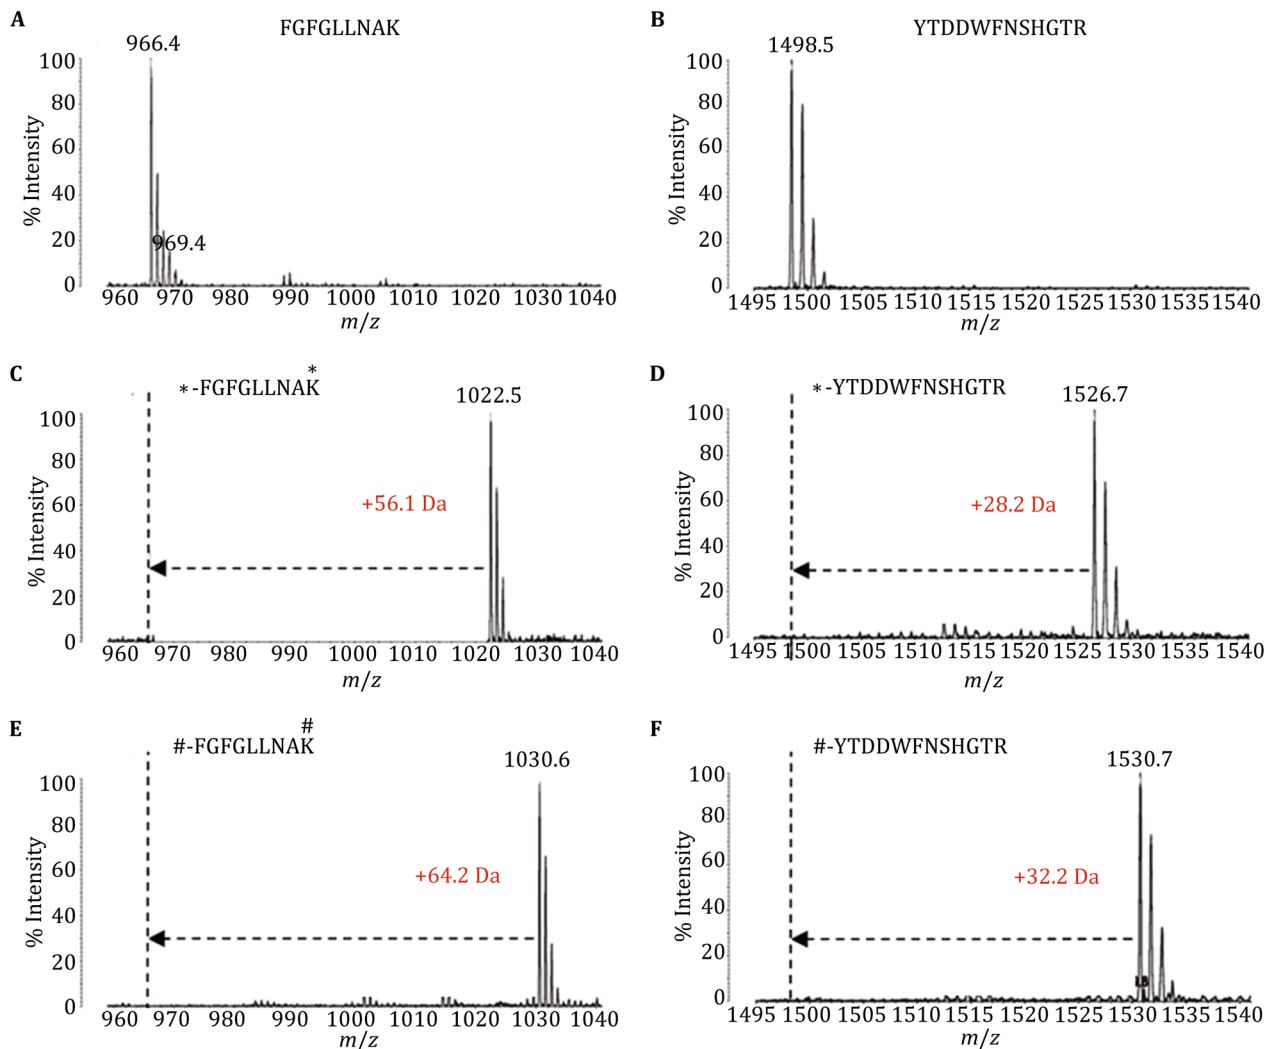 A
FGFGLLNAK
966.4
969.4
% Intensity
100
80
60
40
20
0
960 970 980 990 1000 1010 1020 1030 1040
m/z
B
YTDDWFNSHGTR
1498.5
% Intensity
100
80
60
40
20
0
1495 1500 1505 1510 1515 1520 1525 1530 1535 1540
m/z
C
*
*-FGFGLLNAK
1022.5
+56.1 Da
% Intensity
100
80
60
40
20
0
960 970 980 990 1000 1010 1020 1030 1040
m/z
D
*-YTDDWFNSHGTR
1526.7
+28.2 Da
% Intensity
100
80
60
40
20
0
1495 1500 1505 1510 1515 1520 1525 1530 1535 1540
m/z
E
#
#-FGFGLLNAK
1030.6
+64.2 Da
% Intensity
100
80
60
40
20
0
960 970 980 990 1000 1010 1020 1030 1040
m/z
F
#-YTDDWFNSHGTR
1530.7
+32.2 Da
% Intensity
100
80
60
40
20
0
1495 1500 1505 1510 1515 1520 1525 1530 1535 1540
m/z